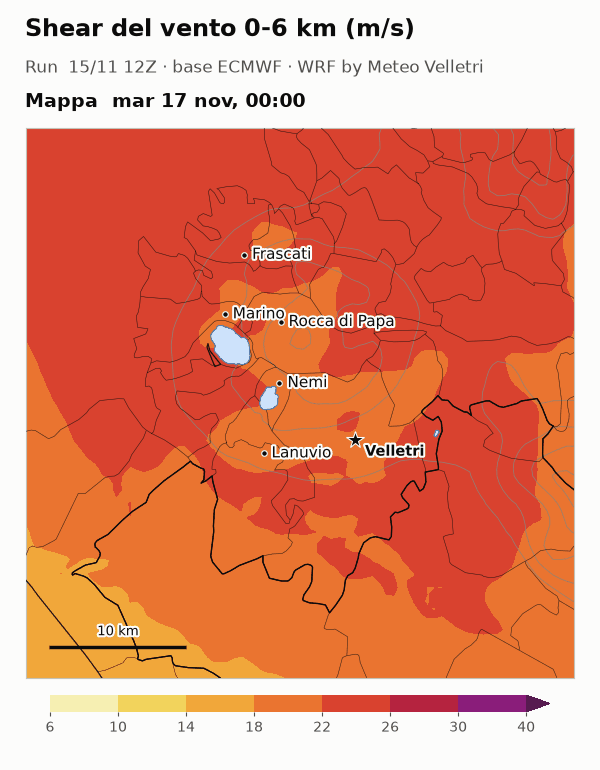 Shear del vento 0-6 km (m/s)
Run  15/11 12Z · base ECMWF · WRF by Meteo Velletri
Mappa  mar 17 nov, 00:00
Frascati
Marino
Rocca di Papa
Nemi
Velletri
Lanuvio
10 km
6 10 14 18 22 26 30 40